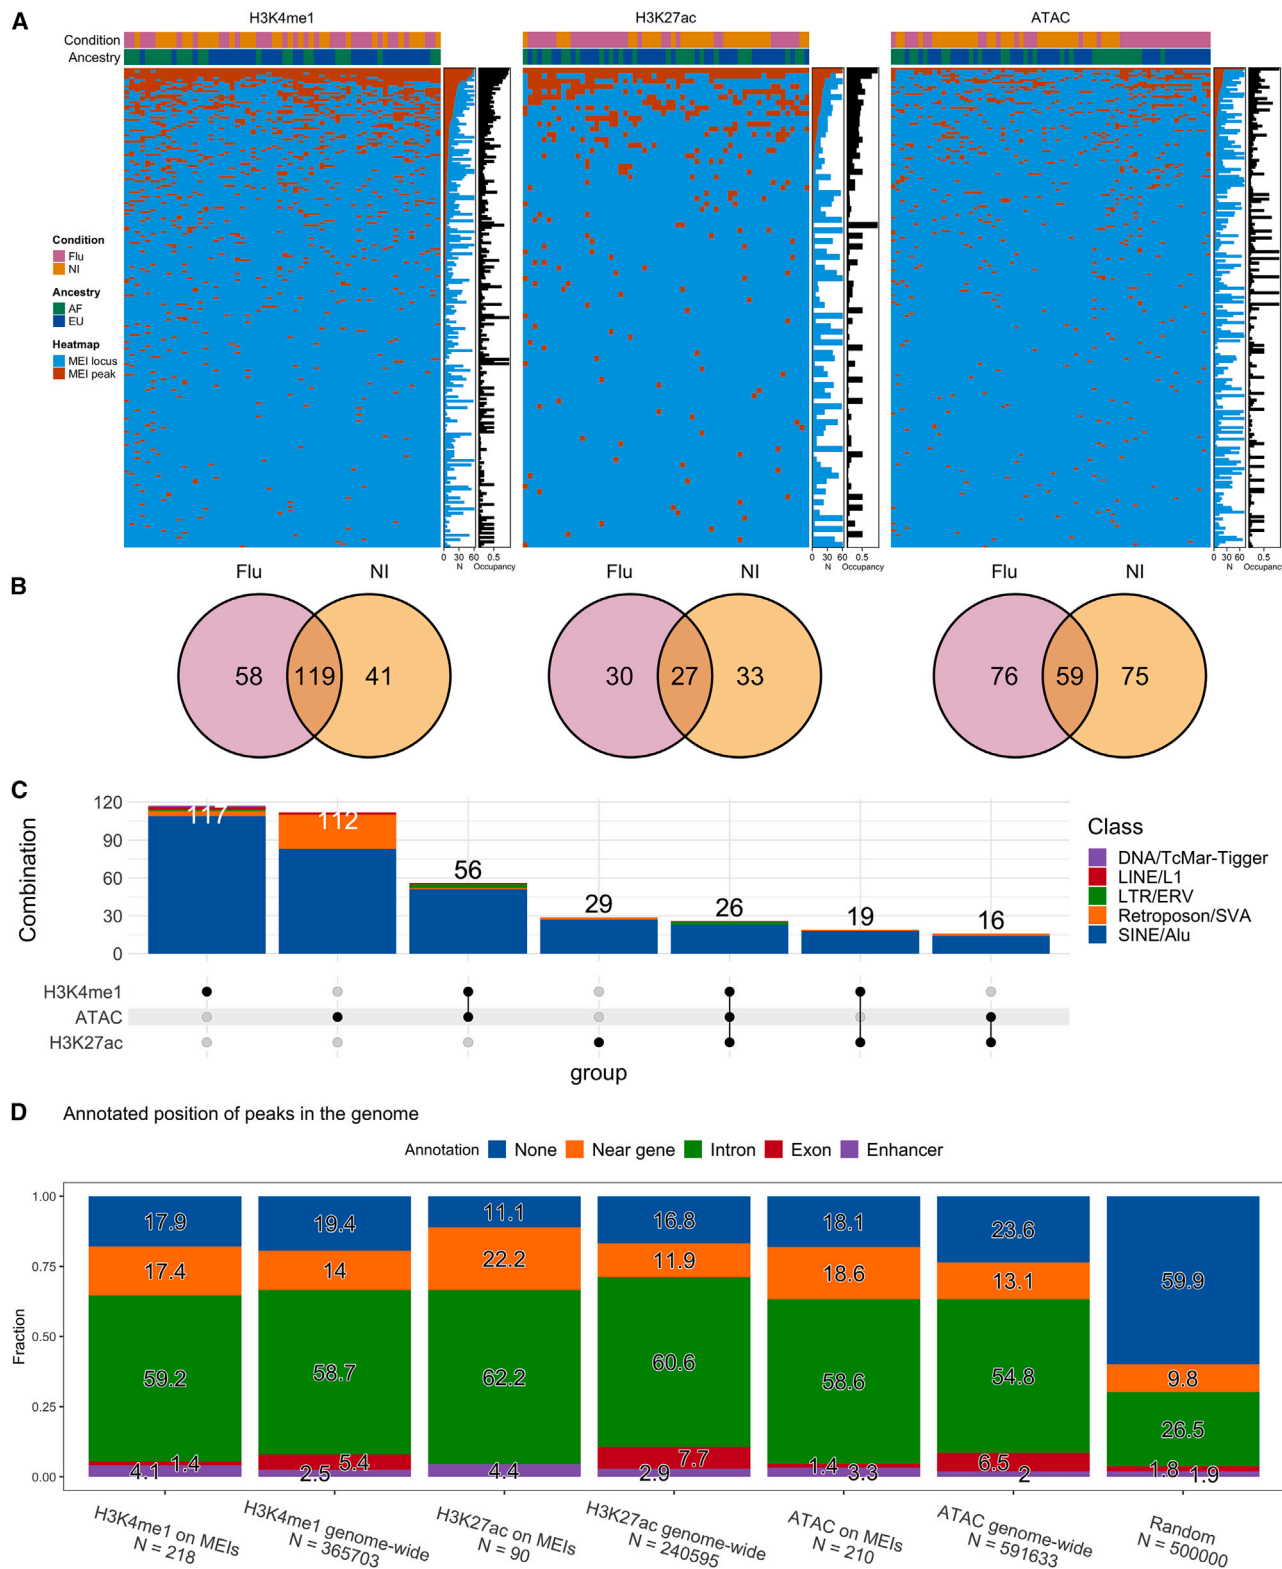 A
H3K4me1
H3K27ac
ATAC
Condition
Ancestry
Condition
Flu
NI
Ancestry
AF
EU
Heatmap
MEI locus
MEI peak
0 30 60
N
0.5
Occupancy
0 30 60
N
0.5
Occupancy
0 30 60
N
0.5
Occupancy
B
Flu NI
58 119 41
Flu NI
30 27 33
Flu NI
76 59 75
C
Combination
120
90
60
30
0
117
112
56
29
26
19
16
Class
DNA/TcMar-Tigger
LINE/L1
LTR/ERV
Retroposon/SVA
SINE/Alu
H3K4me1
ATAC
H3K27ac
group
D Annotated position of peaks in the genome
Annotation None Near gene Intron Exon Enhancer
Fraction
1.00
0.75
0.50
0.25
0.00
17.9
17.4
59.2
1.4
4.1
19.4
14
58.7
5.4
2.5
11.1
22.2
62.2
4.4
16.8
11.9
60.6
7.7
2.9
18.1
18.6
58.6
1.4
3.3
23.6
13.1
54.8
6.5
2
59.9
9.8
26.5
1.8
1.9
H3K4me1 on MEIs
N = 218
H3K4me1 genome-wide
N = 365703
H3K27ac on MEIs
N = 90
H3K27ac genome-wide
N = 240595
ATAC on MEIs
N = 210
ATAC genome-wide
N = 591633
Random
N = 500000